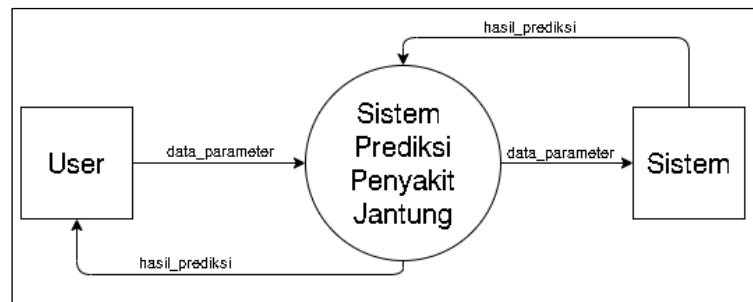 hasil_prediksi
User
data_parameter
Sistem
Prediksi
Penyakit
Jantung
data_parameter
Sistem
hasil_prediksi